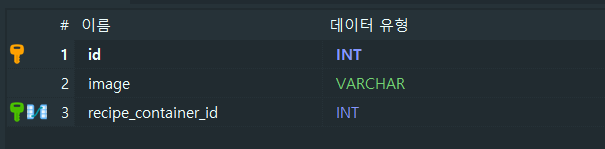 # 이름 데이터 유형
1 id INT
2 image VARCHAR
3 recipe_container_id INT